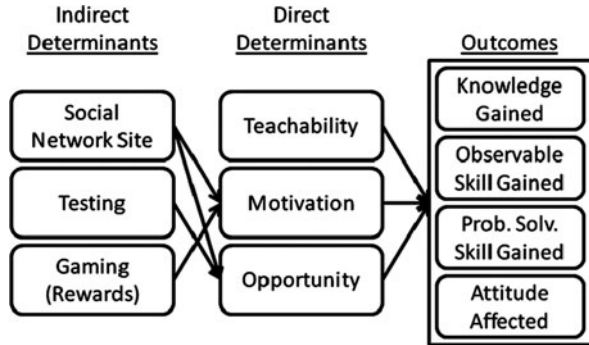 Indirect
Determinants
Direct
Determinants
Outcomes
Social
Network Site
Testing
Gaming
(Rewards)
Teachability
Motivation
Opportunity
Knowledge
Gained
Observable
Skill Gained
Prob. Solv.
Skill Gained
Attitude
Affected